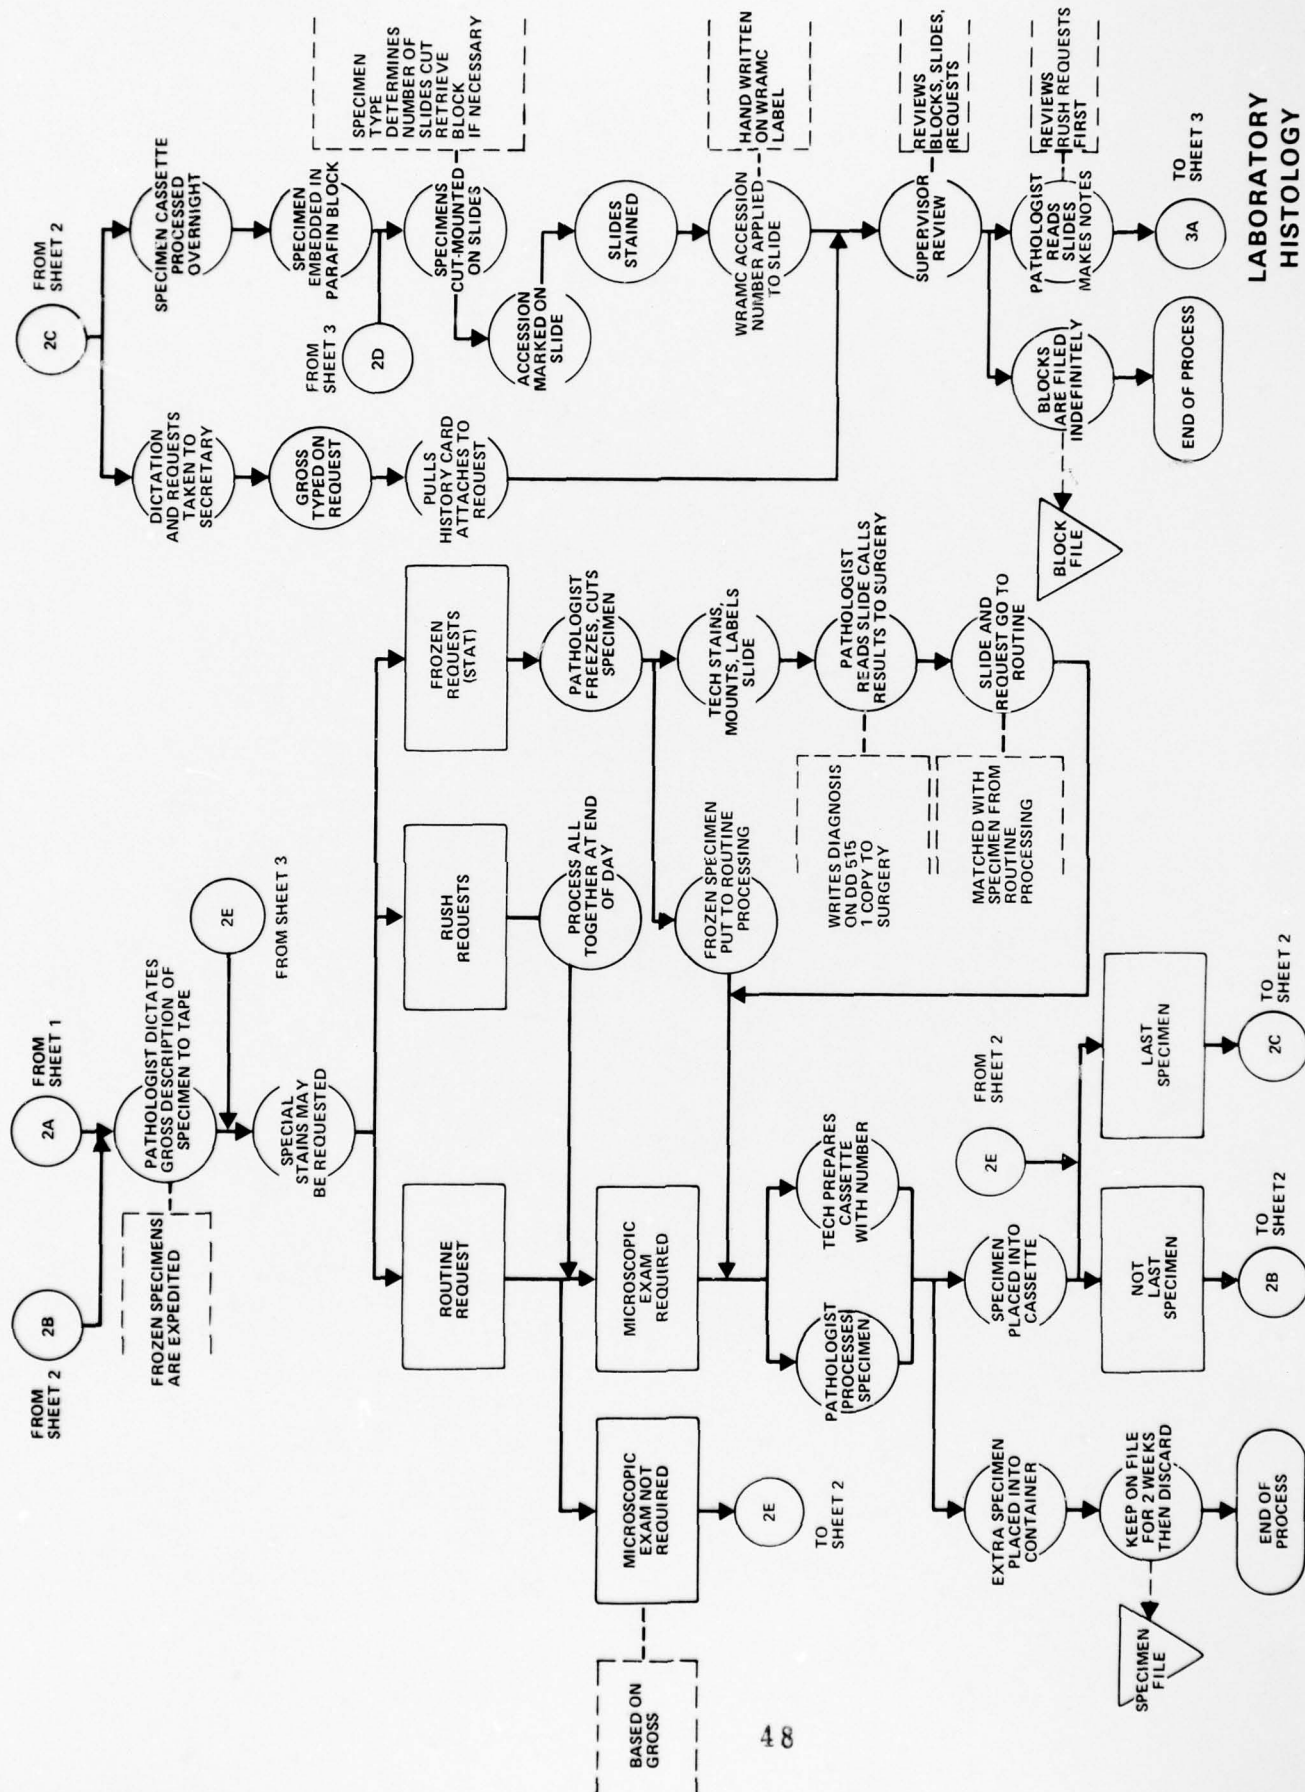 FROM
SHEET 2
2B
2A
FROM
SHEET 1
FROZEN SPECIMENS
ARE EXPEDITED
PATHOLOGIST DICTATES
GROSS DESCRIPTION OF
SPECIMEN TO TAPE
2E
FROM SHEET 3
SPECIAL
STAINS MAY
BE REQUESTED
ROUTINE
REQUEST
RUSH
REQUESTS
FROZEN
REQUESTS
(STAT)
PROCESS ALL
TOGETHER AT END
OF DAY
PATHOLOGIST
FREEZES, CUTS
SPECIMEN
BASED ON
GROSS
MICROSCOPIC
EXAM NOT
REQUIRED
MICROSCOPIC
EXAM
REQUIRED
FROZEN SPECIMEN
PUT TO ROUTINE
PROCESSING
TECH STAINS,
MOUNTS, LABELS
SLIDE
2E
TO
SHEET 2
PATHOLOGIST
PROCESSES
SPECIMEN
TECH PREPARES
CASSETTE
WITH NUMBER
WRITES DIAGNOSIS
ON DD 515
1 COPY TO
SURGERY
PATHOLOGIST
READS SLIDE CALLS
RESULTS TO SURGERY
MATCHED WITH
SPECIMEN FROM
ROUTINE
PROCESSING
SLIDE AND
REQUEST GO TO
ROUTINE
EXTRA SPECIMEN
PLACED INTO
CONTAINER
SPECIMEN
PLACED INTO
CASSETTE
2E
FROM
SHEET 2
SPECIMEN
FILE
KEEP ON FILE
FOR 2 WEEKS
THEN DISCARD
NOT
LAST
SPECIMEN
LAST
SPECIMEN
END OF
PROCESS
2B
TO
SHEET2
2C
TO
SHEET 2
2C
FROM
SHEET 2
DICTATION
AND REQUESTS
TAKEN TO
SECRETARY
SPECIMEN CASSETTE
PROCESSED
OVERNIGHT
GROSS
TYPED ON
REQUEST
SPECIMEN
EMBEDDED IN
PARAFIN BLOCK
FROM
SHEET 3
2D
PULLS
HISTORY CARD
ATTACHES TO
REQUEST
SPECIMENS
CUT-MOUNTED
ON SLIDES
SPECIMEN
TYPE
DETERMINES
NUMBER OF
SLIDES CUT
RETRIEVE
BLOCK
IF NECESSARY
ACCESSION
MARKED ON
SLIDE
SLIDES
STAINED
WRAMC ACCESSION
NUMBER APPLIED
TO SLIDE
HAND WRITTEN
ON WRAMC
LABEL
SUPERVISOR
REVIEW
REVIEWS
BLOCKS, SLIDES,
REQUESTS
BLOCK
FILE
BLOCKS
ARE FILED
INDEFINITELY
PATHOLOGIST
READS
SLIDES
MAKES NOTES
REVIEWS
RUSH REQUESTS
FIRST
END OF PROCESS
3A
TO
SHEET 3
LABORATORY
HISTOLOGY
48